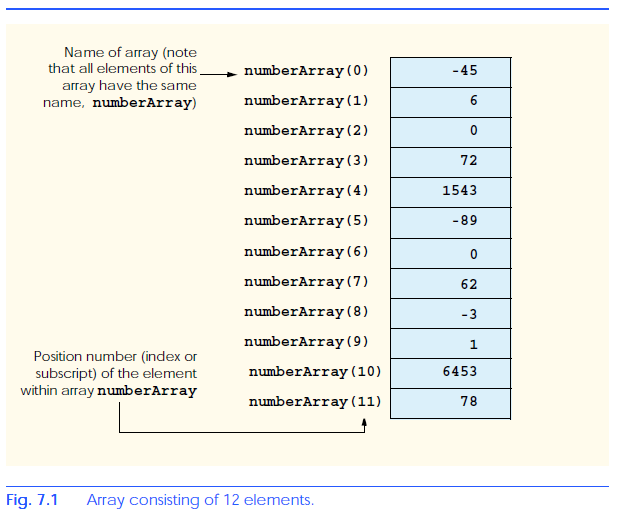 Name of array (note
that all elements of this
array have the same
name, numberArray)
numberArray(0) -45
numberArray(1) 6
numberArray(2) 0
numberArray(3) 72
numberArray(4) 1543
numberArray(5) -89
numberArray(6) 0
numberArray(7) 62
numberArray(8) -3
numberArray(9) 1
numberArray(10) 6453
numberArray(11) 78
Position number (index or
subscript) of the element
within array numberArray
Fig. 7.1 Array consisting of 12 elements.